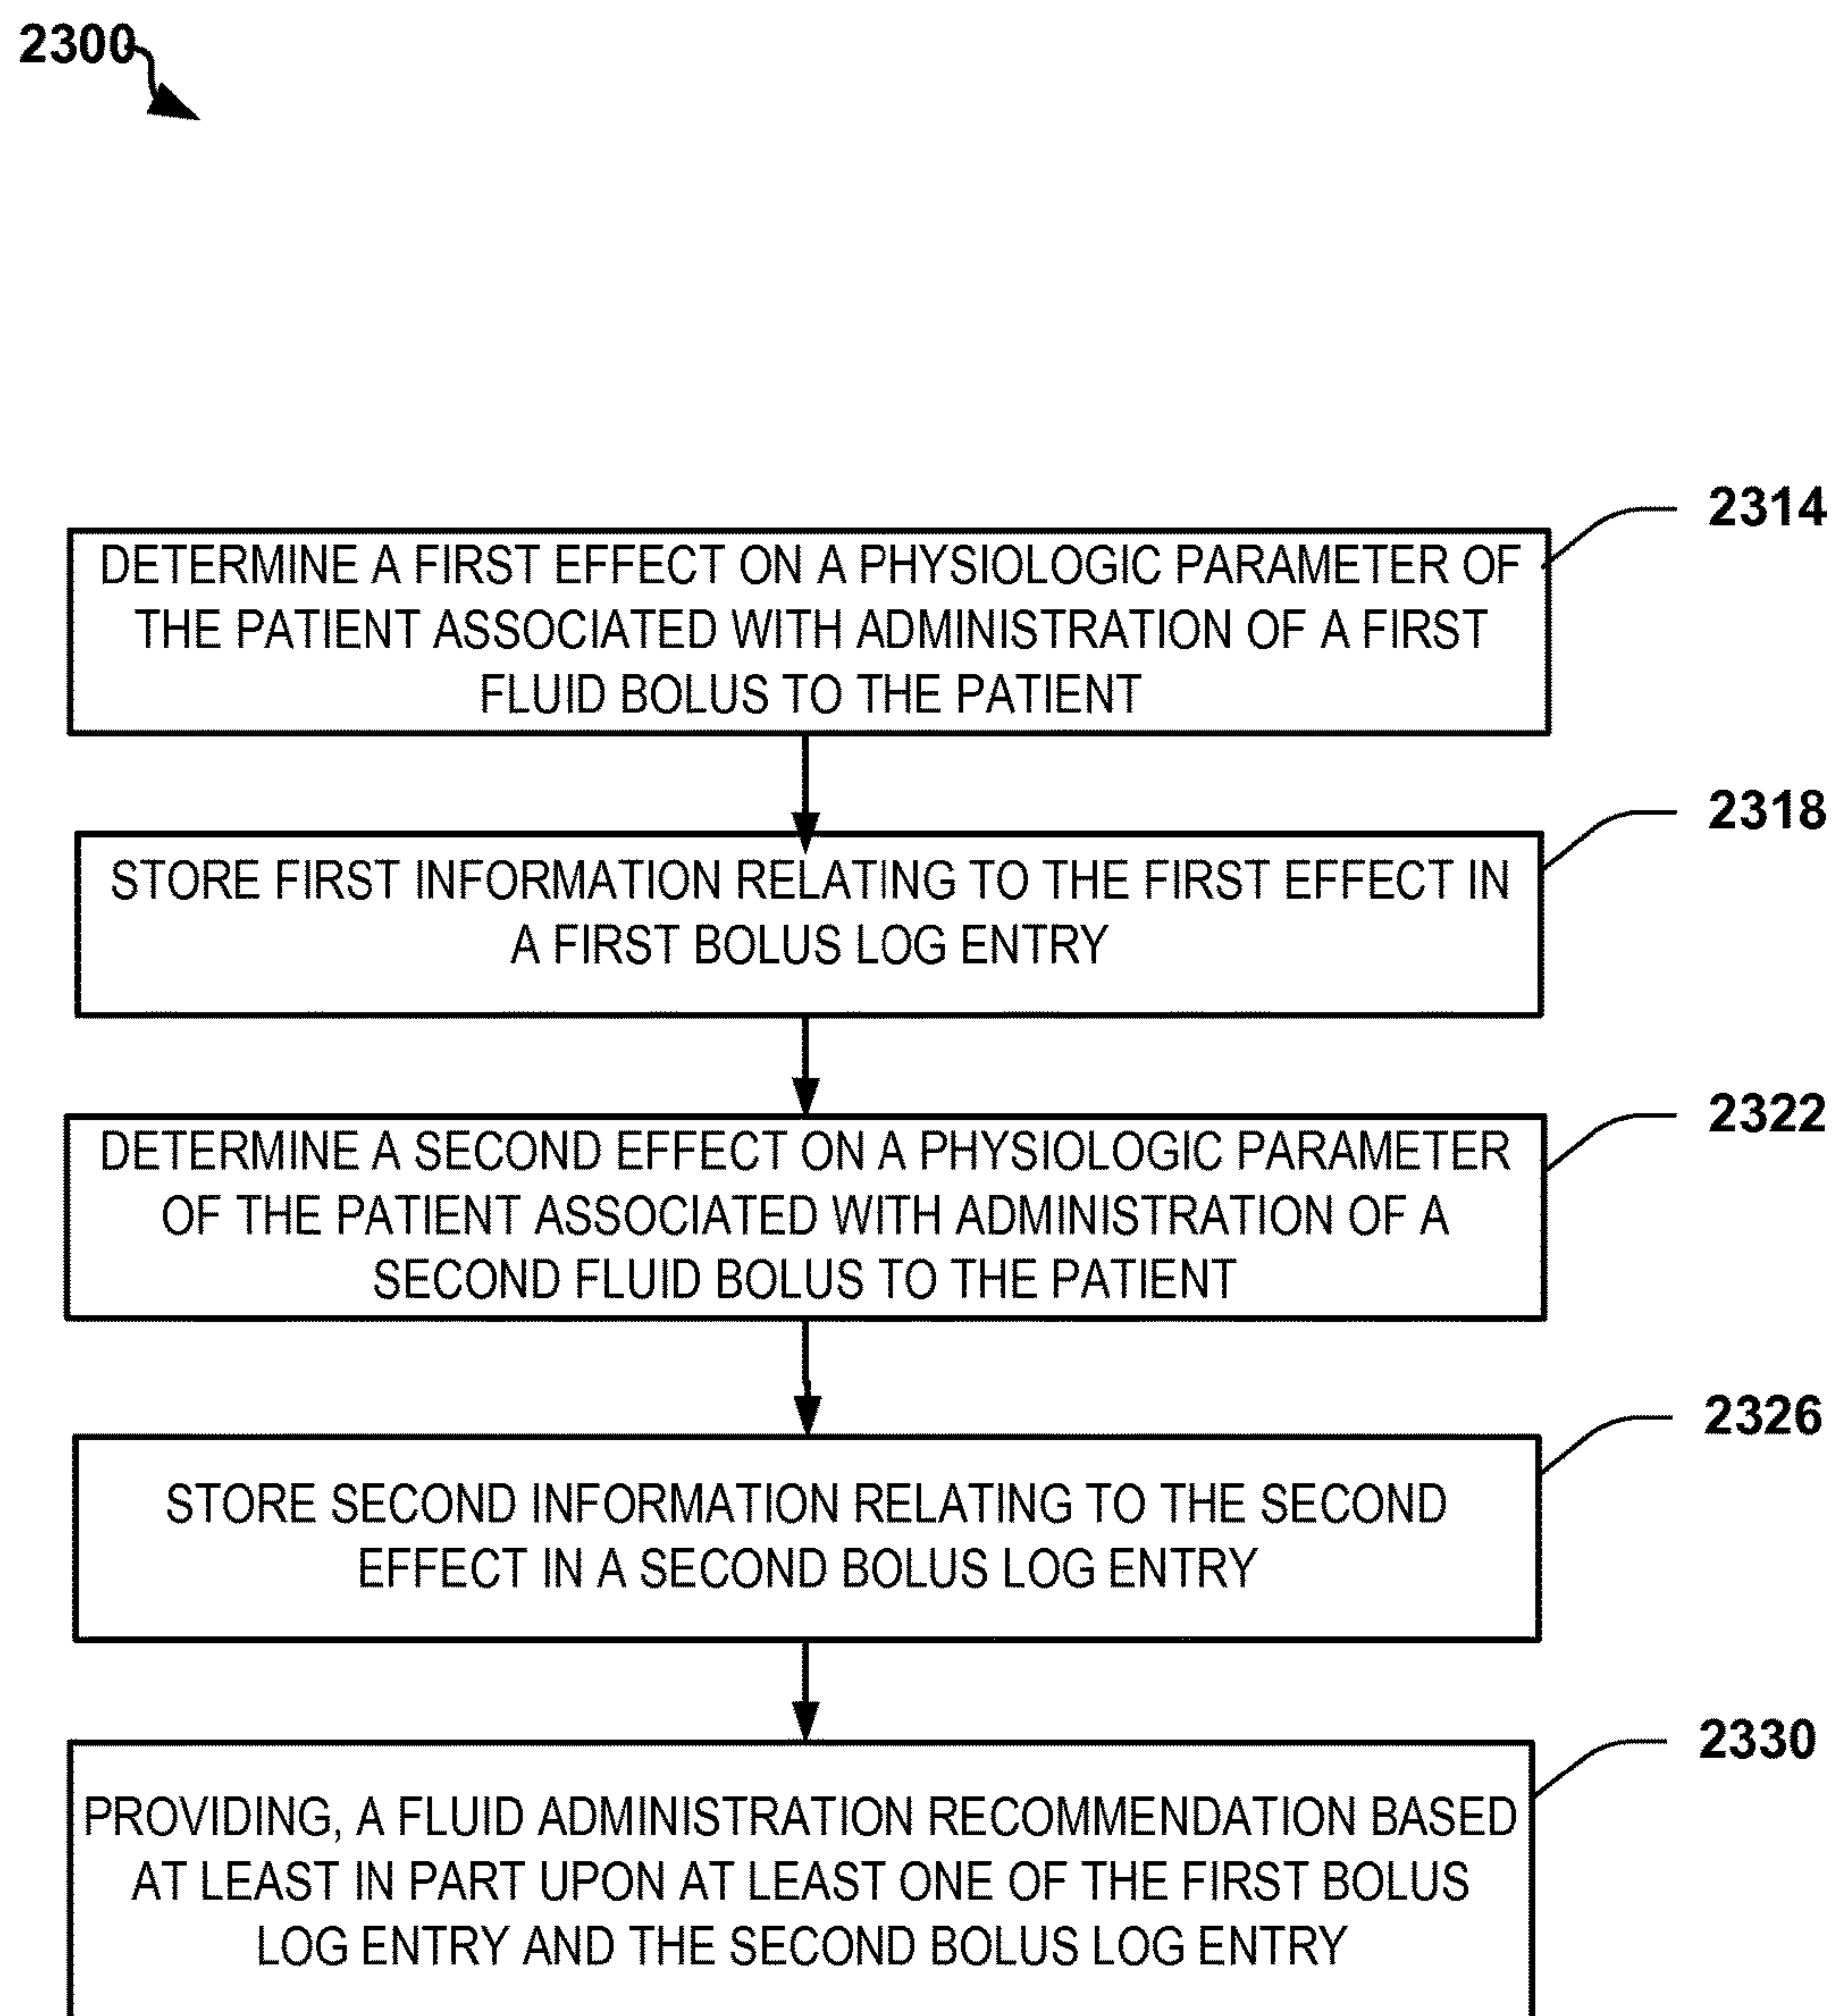 2300
2314
DETERMINE A FIRST EFFECT ON A PHYSIOLOGIC PARAMETER OF
THE PATIENT ASSOCIATED WITH ADMINISTRATION OF A FIRST
FLUID BOLUS TO THE PATIENT
2318
STORE FIRST INFORMATION RELATING TO THE FIRST EFFECT IN
A FIRST BOLUS LOG ENTRY
2322
DETERMINE A SECOND EFFECT ON A PHYSIOLOGIC PARAMETER
OF THE PATIENT ASSOCIATED WITH ADMINISTRATION OF A
SECOND FLUID BOLUS TO THE PATIENT
2326
STORE SECOND INFORMATION RELATING TO THE SECOND
EFFECT IN A SECOND BOLUS LOG ENTRY
2330
PROVIDING, A FLUID ADMINISTRATION RECOMMENDATION BASED
AT LEAST IN PART UPON AT LEAST ONE OF THE FIRST BOLUS
LOG ENTRY AND THE SECOND BOLUS LOG ENTRY